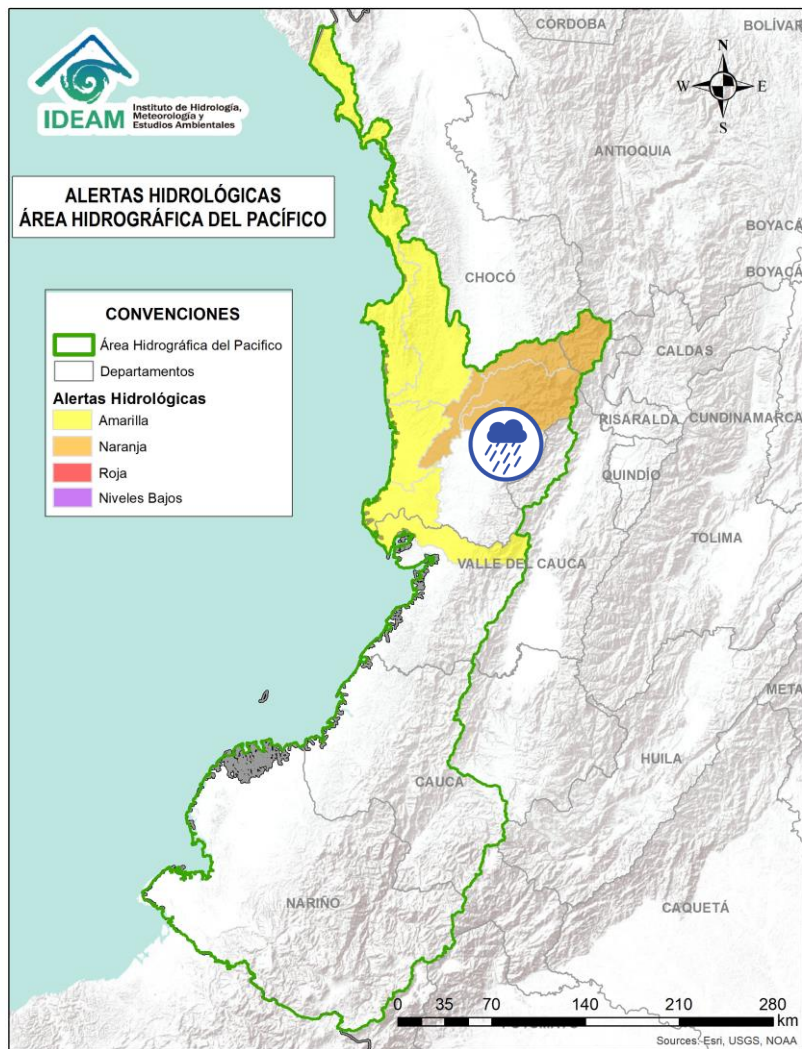 CÓRDOBA
BOLÍVAR
N
W
E
S
IDEAM
Instituto de Hidrología,
Meteorología y
Estudios Ambientales
ANTIOQUIA
ALERTAS HIDROLÓGICAS
ÁREA HIDROGRÁFICA DEL PACÍFICO
BOYACÁ
BOYACÁ
CHOCÓ
CONVENCIONES
Área Hidrográfica del Pacifico
Departamentos
Alertas Hidrológicas
Amarilla
Naranja
Roja
Niveles Bajos
CALDAS
RISARALDA
CUNDINAMARCA
QUINDÍO
TOLIMA
VALLE DEL CAUCA
META
HUILA
CAUCA
NARIÑO
CAQUETÁ
0 35 70 140 210 280
km
Sources: Esri, USGS, NOAA